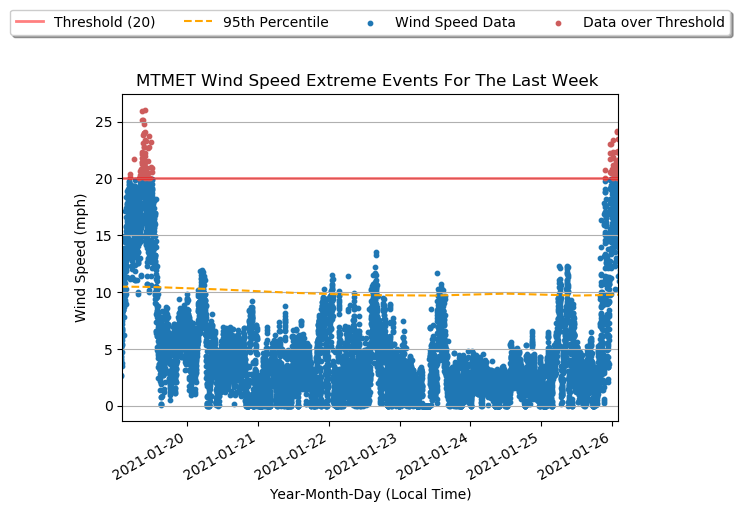 Threshold (20) 95th Percentile Wind Speed Data Data over Threshold
MTMET Wind Speed Extreme Events For The Last Week
Wind Speed (mph)
25
20
15
10
5
0
2021-01-20 2021-01-21 2021-01-22 2021-01-23 2021-01-24 2021-01-25 2021-01-26
Year-Month-Day (Local Time)